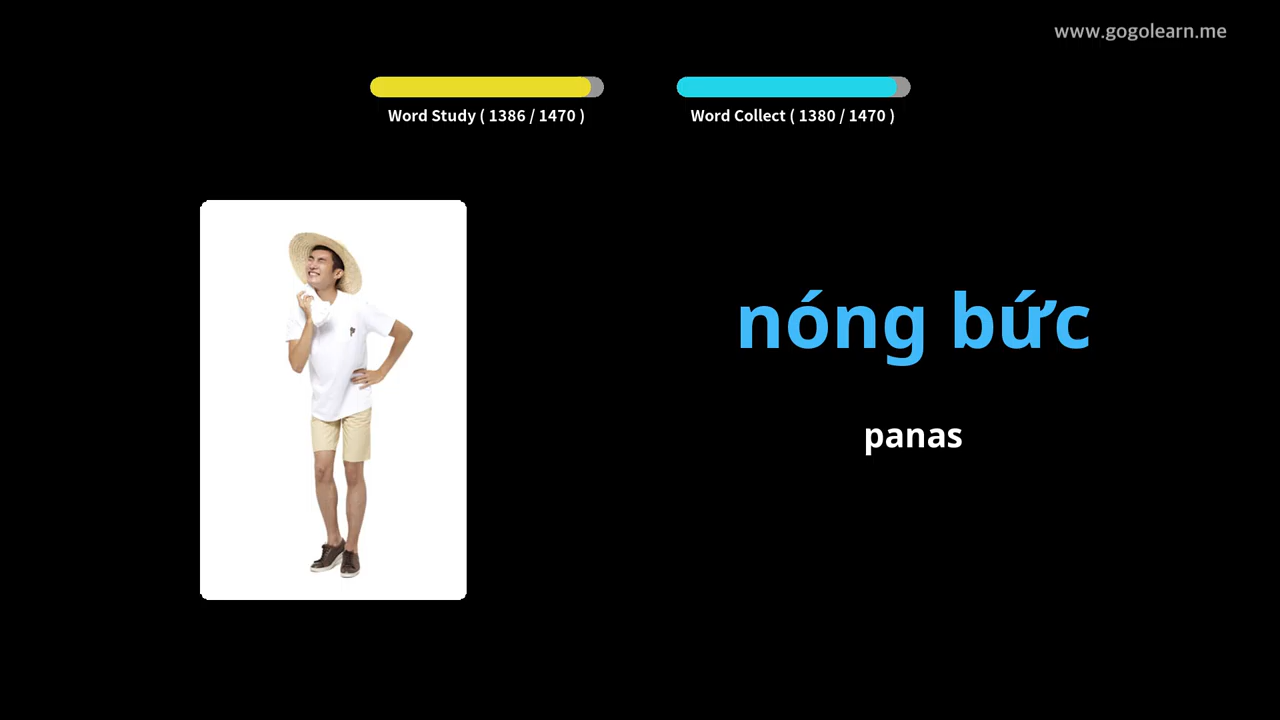 www.gogolearn.me
Word Study ( 1386 / 1470 )
Word Collect ( 1380 / 1470 )
nóng bức
panas